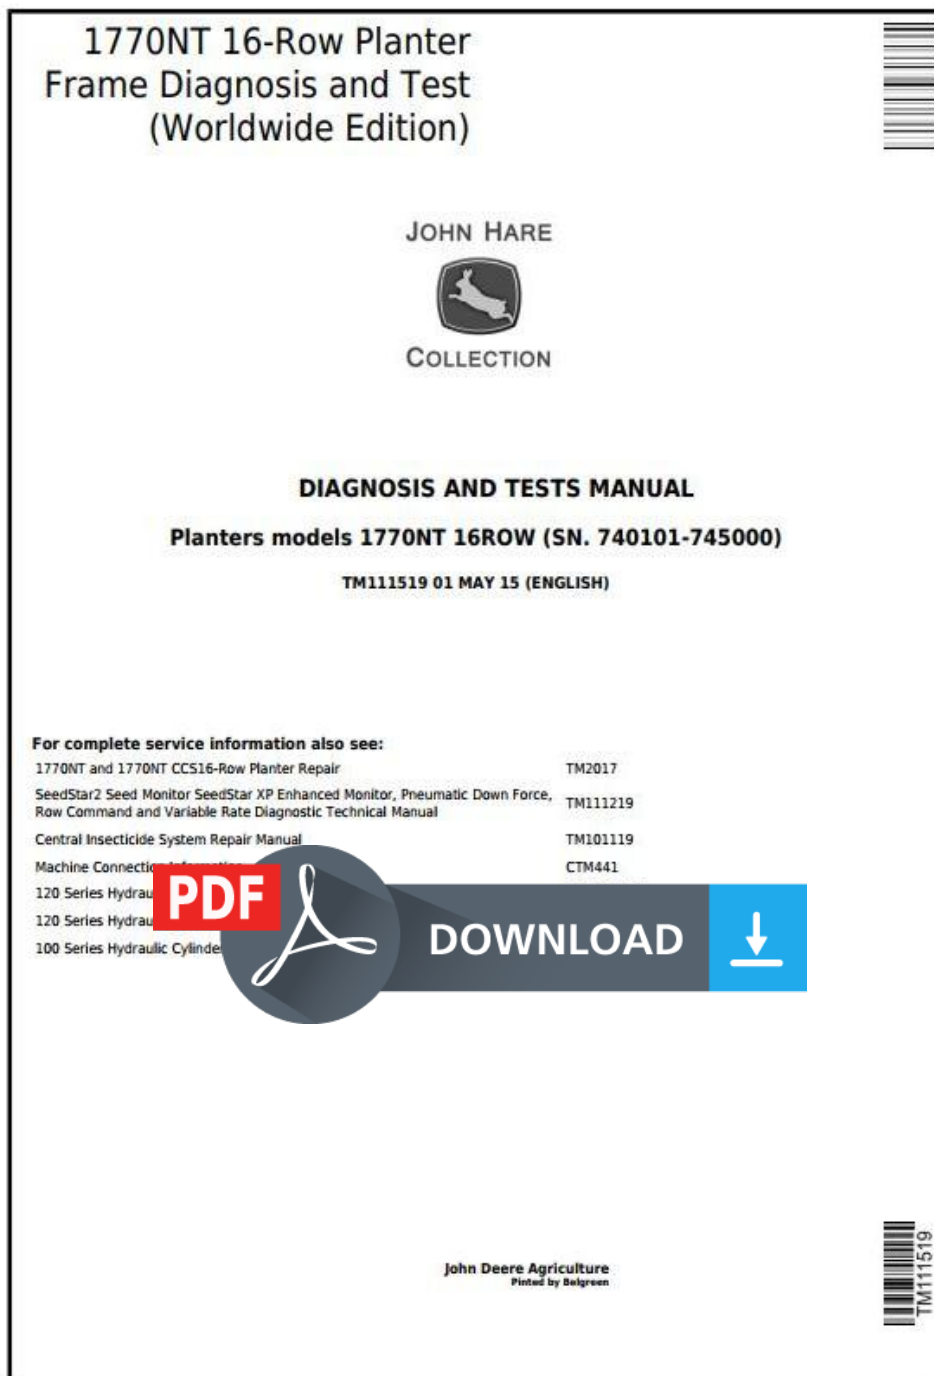 1770NT 16-Row Planter
Frame Diagnosis and Test
(Worldwide Edition)
JOHN HARE
COLLECTION
DIAGNOSIS AND TESTS MANUAL
Planters models 1770NT 16ROW (SN. 740101-745000)
TM111519 01 MAY 15 (ENGLISH)
For complete service information also see:
1770NT and 1770NT CCS16-Row Planter Repair TM2017
SeedStar2 Seed Monitor SeedStar XP Enhanced Monitor, Pneumatic Down Force,
Row Command and Variable Rate Diagnostic Technical Manual TM111219
Central Insecticide System Repair Manual TM101119
Machine Connection Information CTM441
120 Series Hydrau
120 Series Hydrau
100 Series Hydraulic Cylinde
PDF
DOWNLOAD
John Deere Agriculture
Pinted by Belgreen
TM111519